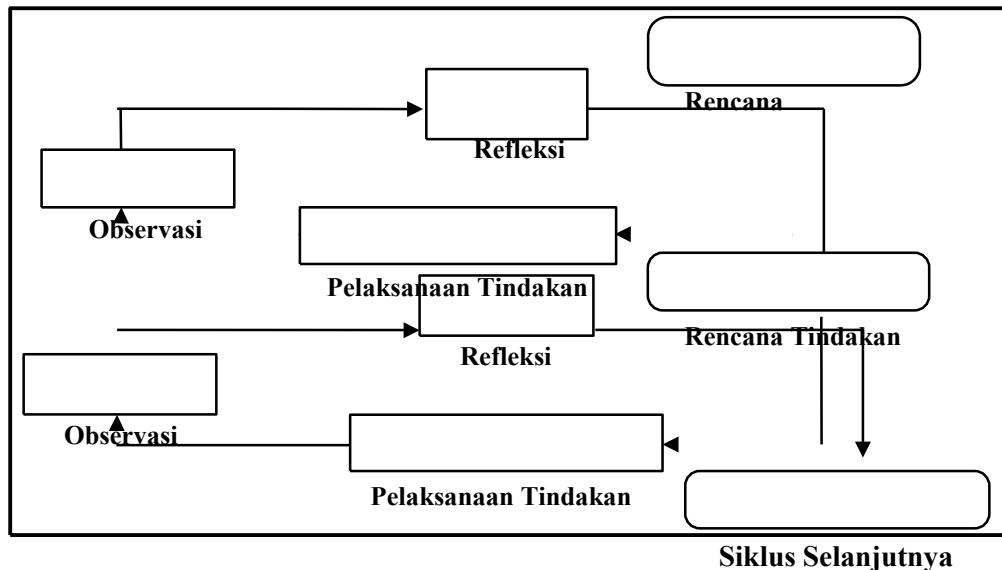 Rencana
Refleksi
Observasi
Pelaksanaan Tindakan
Rencana Tindakan
Refleksi
Observasi
Pelaksanaan Tindakan
Siklus Selanjutnya